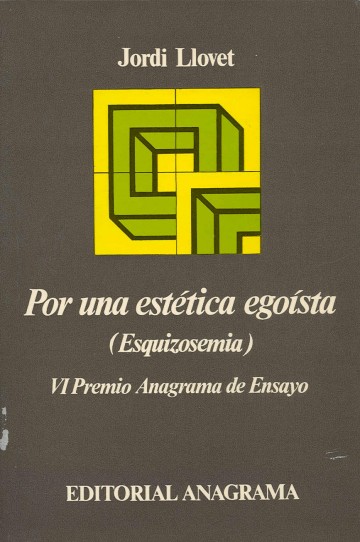 Jordi Llovet
Por una estética egoísta
(Esquizosemia)
VI Premio Anagrama de Ensayo
EDITORIAL ANAGRAMA